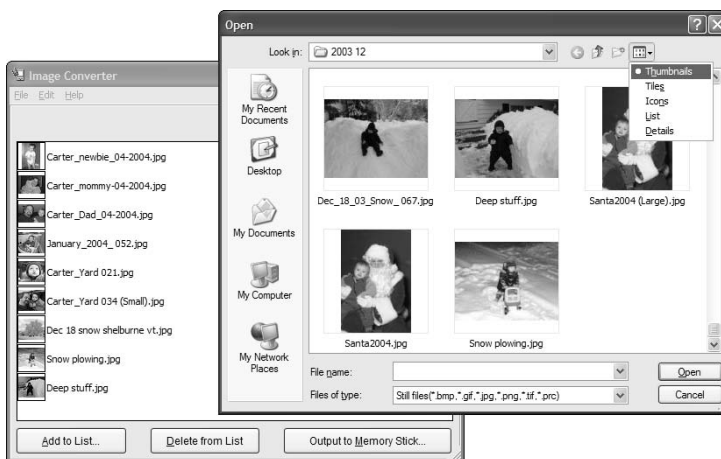 Open
Look in:
2003 12
Thumbnails
Tiles
Icons
List
Details
My Recent
Documents
Desktop
My Documents
My Computer
My Network
Places
Dec_18_03_Snow_ 067.jpg
Deep stuff.jpg
Santa2004 (Large).jpg
Santa2004.jpg
Snow plowing.jpg
File name:
Open
Files of type:
Still files(*.bmp,*.gif,*.jpg,*.png,*.tif,*.prc)
Cancel
Image Converter
File Edit Help
Carter_newbie_04-2004.jpg
Carter_mommy-04-2004.jpg
Carter_Dad_04-2004.jpg
January_2004_ 052.jpg
Carter_Yard 021.jpg
Carter_Yard 034 (Small).jpg
Dec 18 snow shelburne vt.jpg
Snow plowing.jpg
Deep stuff.jpg
Add to List...
Delete from List
Output to Memory Stick...